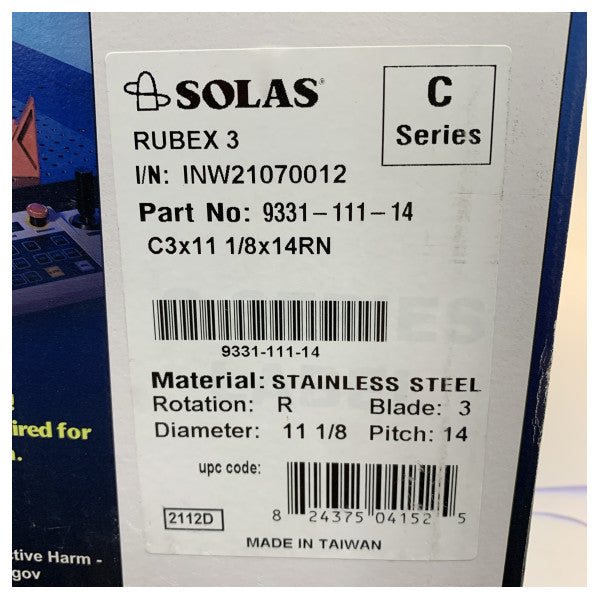 SOLAS®
C
Series
RUBEX 3
I/N: INW21070012
Part No: 9331-111-14
C3x11 1/8x14RN
9331-111-14
Material: STAINLESS STEEL
Rotation: R Blade: 3
Diameter: 11 1/8 Pitch: 14
upc code:
8 24375 04152 5
2112D
MADE IN TAIWAN
ired for
ctive Harm -
gov